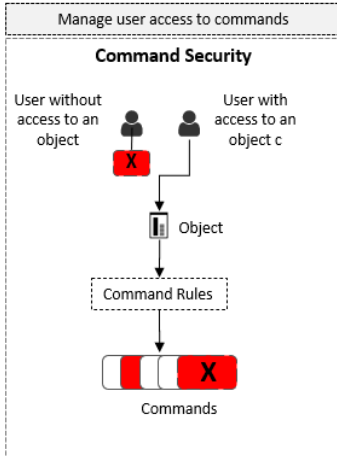 Manage user access to commands
Command Security
User without
access to an
object
User with
access to an
object c
X
Object
Command Rules
X
Commands